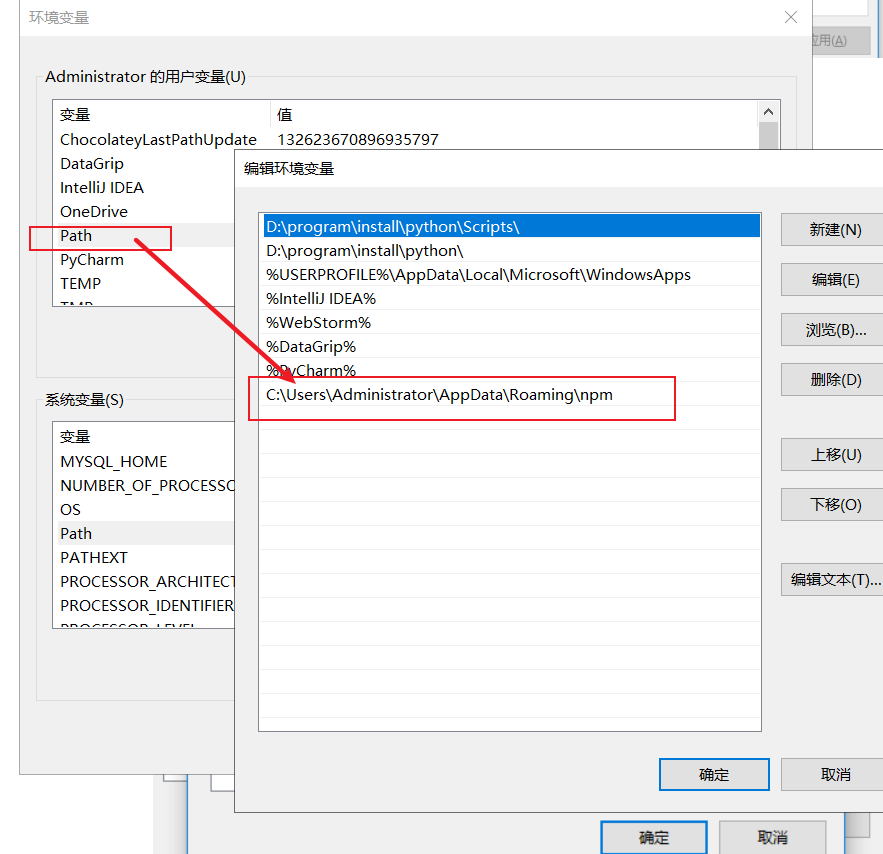 环境变量
应用(A)
Administrator 的用户变量(U)
变量
值
ChocolateyLastPathUpdate
132623670896935797
DataGrip
IntelliJ IDEA
OneDrive
Path
PyCharm
TEMP
TMP
编辑环境变量
D:\program\install\python\Scripts\
D:\program\install\python\
%USERPROFILE%\AppData\Local\Microsoft\WindowsApps
%IntelliJ IDEA%
%WebStorm%
%DataGrip%
%PyCharm%
C:\Users\Administrator\AppData\Roaming\npm
新建(N)
编辑(E)
浏览(B)...
删除(D)
上移(U)
下移(O)
编辑文本(T)...
系统变量(S)
变量
MYSQL_HOME
NUMBER_OF_PROCESSO
OS
Path
PATHEXT
PROCESSOR_ARCHITECT
PROCESSOR_IDENTIFIER
PROCESSOR_LEVEL
确定
取消
确定
取消